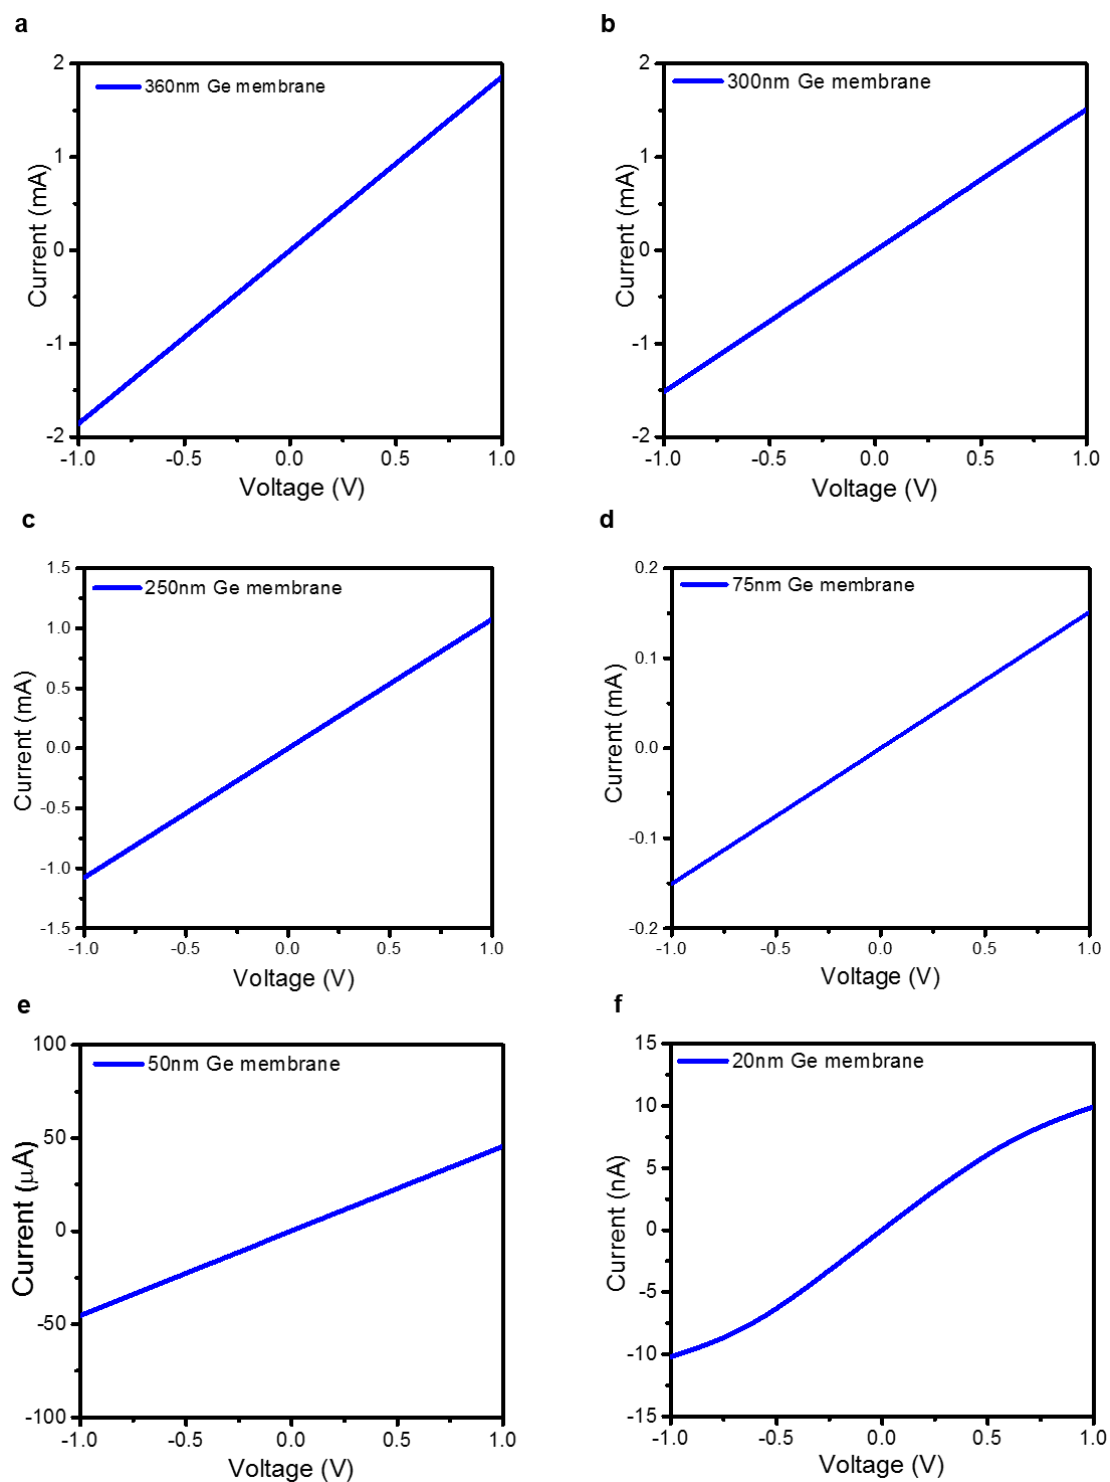 a
360nm Ge membrane
2
1
0
-1
-2
Current (mA)
-1.0 -0.5 0.0 0.5 1.0
Voltage (V)
b
300nm Ge membrane
2
1
0
-1
-2
Current (mA)
-1.0 -0.5 0.0 0.5 1.0
Voltage (V)
c
250nm Ge membrane
1.5
1.0
0.5
0.0
-0.5
-1.0
-1.5
Current (mA)
-1.0 -0.5 0.0 0.5 1.0
Voltage (V)
d
75nm Ge membrane
0.2
0.1
0.0
-0.1
-0.2
Current (mA)
-1.0 -0.5 0.0 0.5 1.0
Voltage (V)
e
50nm Ge membrane
100
50
0
-50
-100
Current (μA)
-1.0 -0.5 0.0 0.5 1.0
Voltage (V)
f
20nm Ge membrane
15
10
5
0
-5
-10
-15
Current (nA)
-1.0 -0.5 0.0 0.5 1.0
Voltage (V)